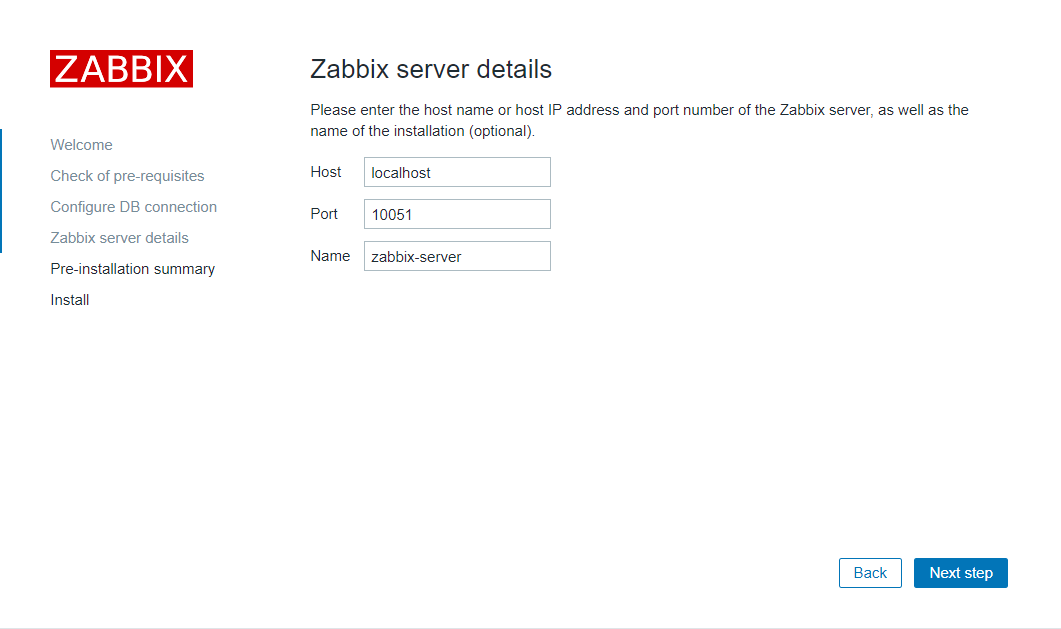 ZABBIX
Welcome
Check of pre-requisites
Configure DB connection
Zabbix server details
Pre-installation summary
Install
Zabbix server details
Please enter the host name or host IP address and port number of the Zabbix server, as well as the
name of the installation (optional).
Host localhost
Port 10051
Name zabbix-server
Back Next step